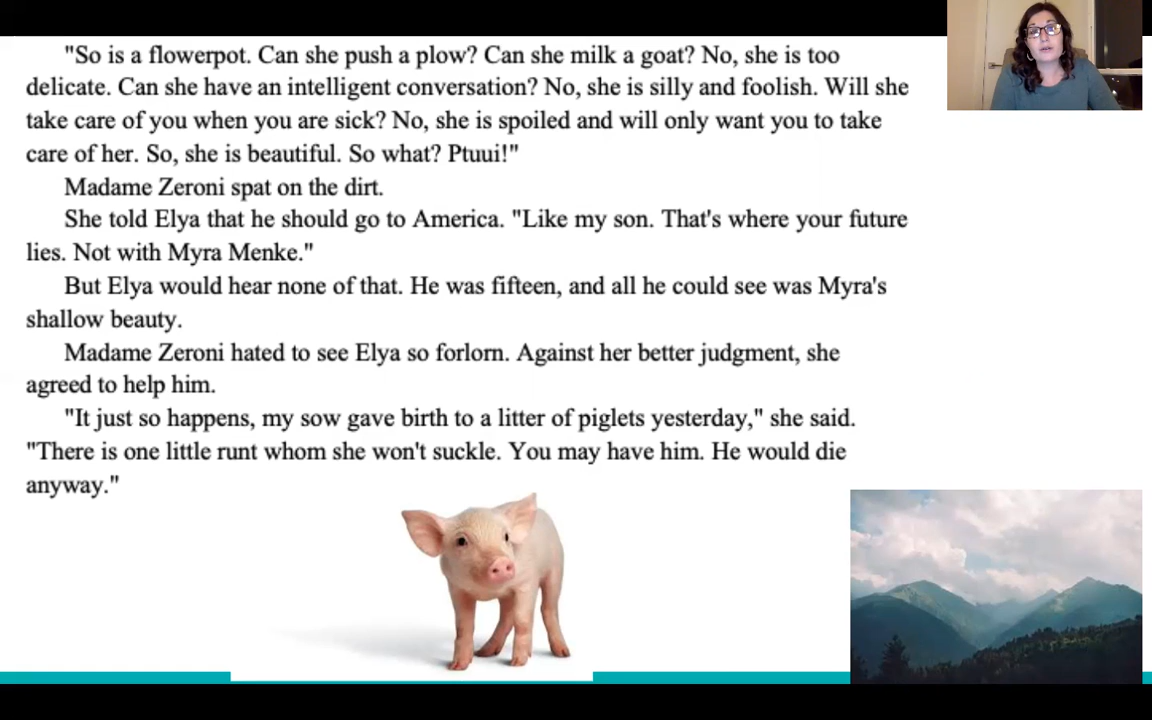 "So is a flowerpot. Can she push a plow? Can she milk a goat? No, she is too
delicate. Can she have an intelligent conversation? No, she is silly and foolish. Will she
take care of you when you are sick? No, she is spoiled and will only want you to take
care of her. So, she is beautiful. So what? Ptuui!"
Madame Zeroni spat on the dirt.
She told Elya that he should go to America. "Like my son. That's where your future
lies. Not with Myra Menke."
But Elya would hear none of that. He was fifteen, and all he could see was Myra's
shallow beauty.
Madame Zeroni hated to see Elya so forlorn. Against her better judgment, she
agreed to help him.
"It just so happens, my sow gave birth to a litter of piglets yesterday," she said.
"There is one little runt whom she won't suckle. You may have him. He would die
anyway."